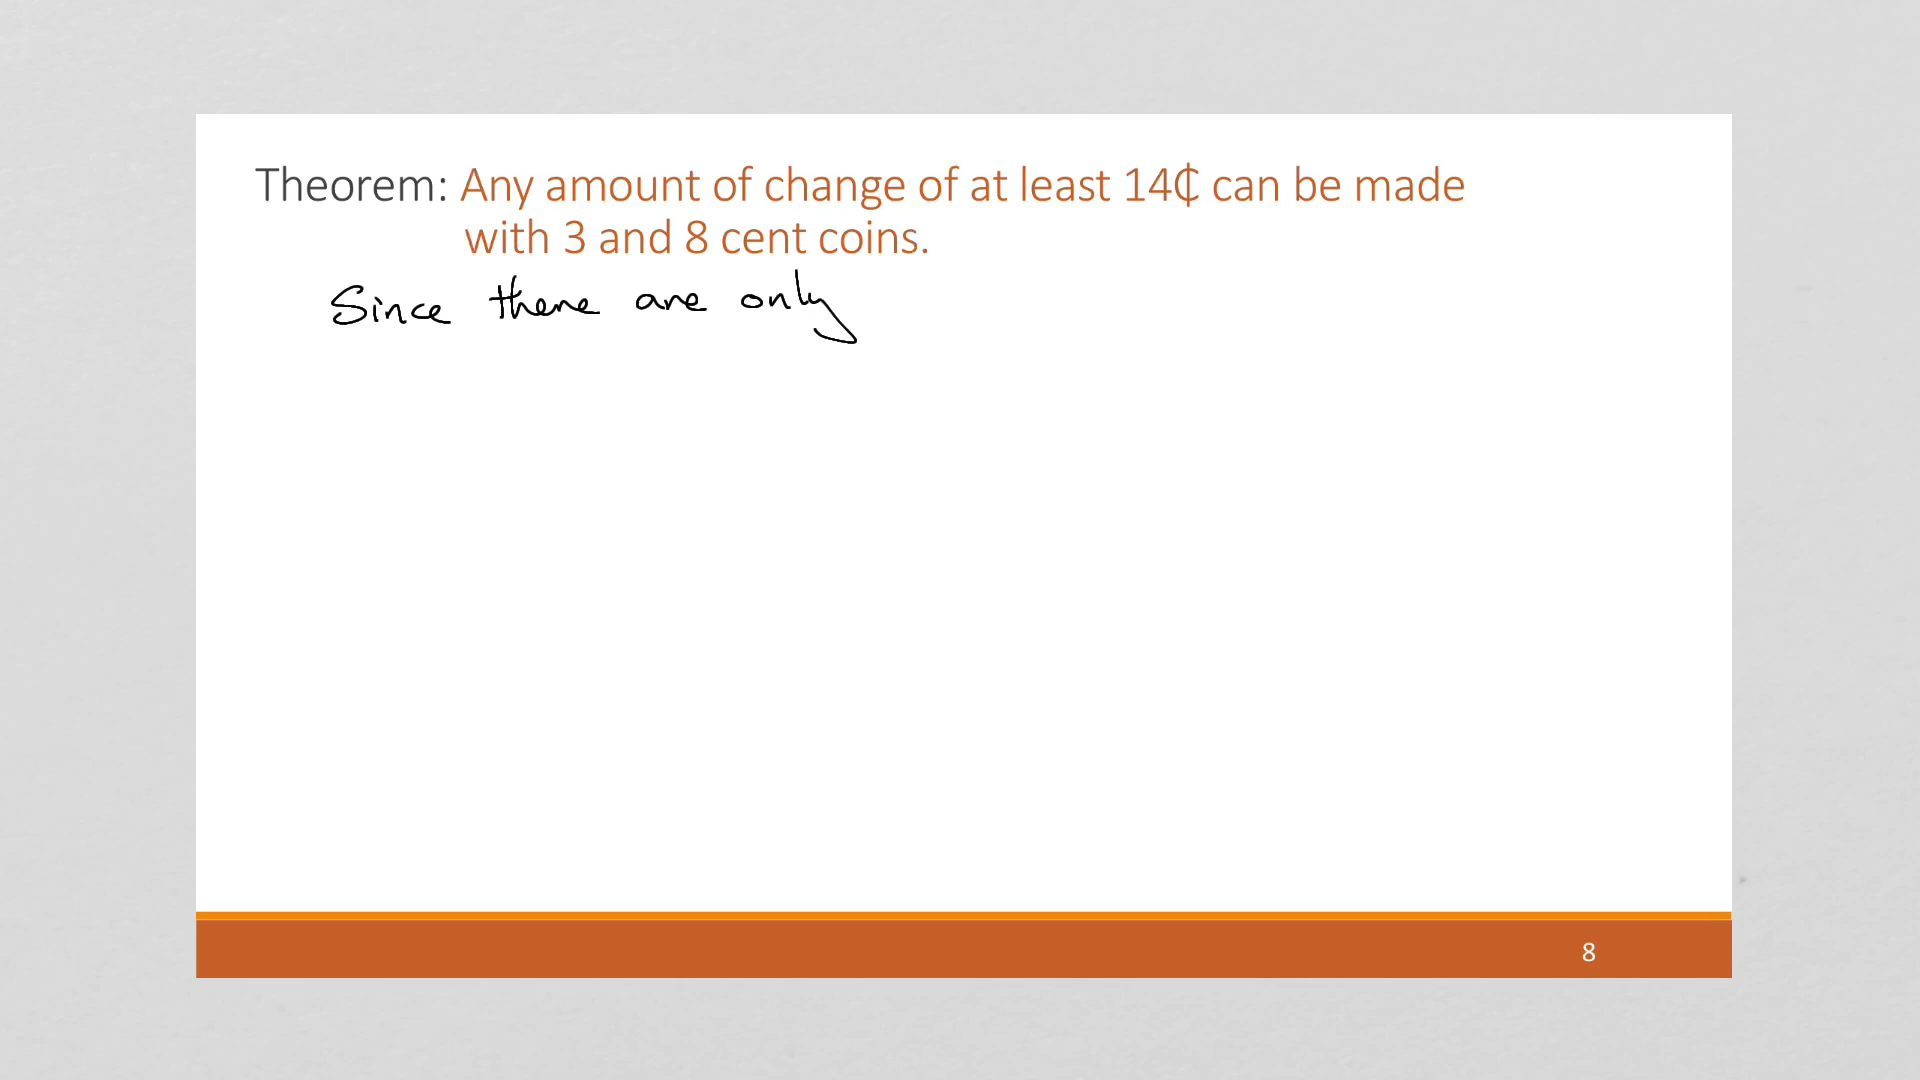 Theorem: Any amount of change of at least 14₵ can be made
with 3 and 8 cent coins.
Since there are only
8